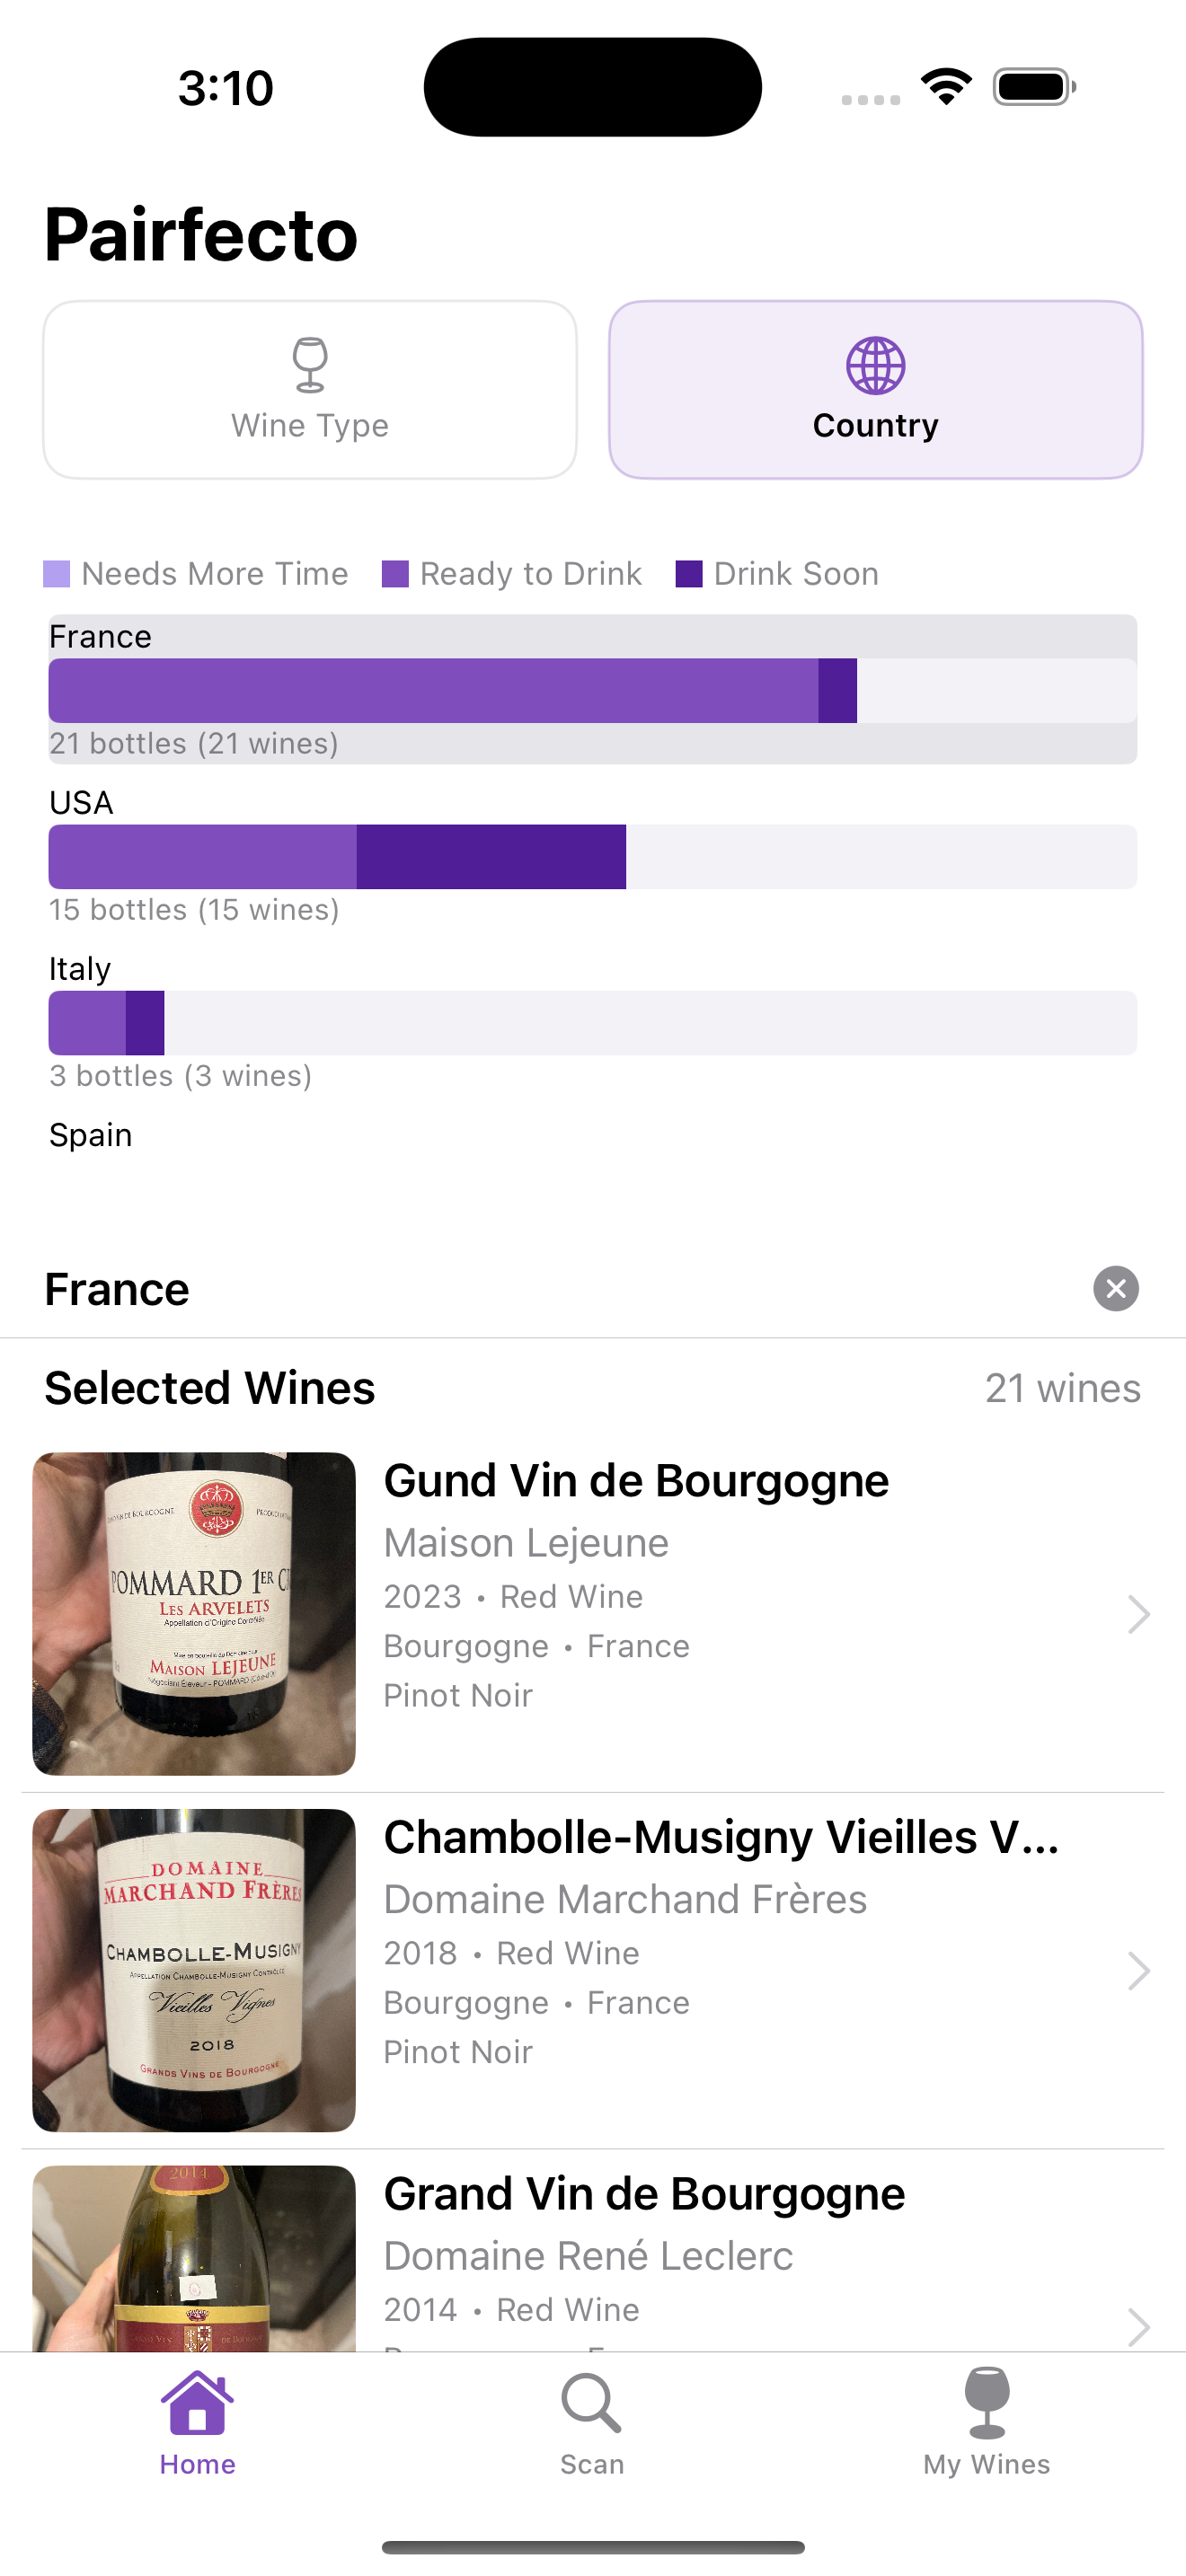 3:10
Pairfecto
Wine Type
Country
Needs More Time
Ready to Drink
Drink Soon
France
21 bottles (21 wines)
USA
15 bottles (15 wines)
Italy
3 bottles (3 wines)
Spain
France
Selected Wines
21 wines
POMMARD 1ER
LES ARVELETS
Appellation d'Origine Contrôlée
MAISON LEJEUNE
Gund Vin de Bourgogne
Maison Lejeune
2023 • Red Wine
Bourgogne • France
Pinot Noir
DOMAINE
MARCHAND FRÈRES
CHAMBOLLE-MUSIGNY
APPELLATION CHAMBOLLE-MUSIGNY CONTRÔLÉE
Vieilles Vignes
2018
GRANDS VINS DE BOURGOGNE
Chambolle-Musigny Vieilles V...
Domaine Marchand Frères
2018 • Red Wine
Bourgogne • France
Pinot Noir
2014
Grand Vin de Bourgogne
Domaine René Leclerc
2014 • Red Wine
Home
Scan
My Wines